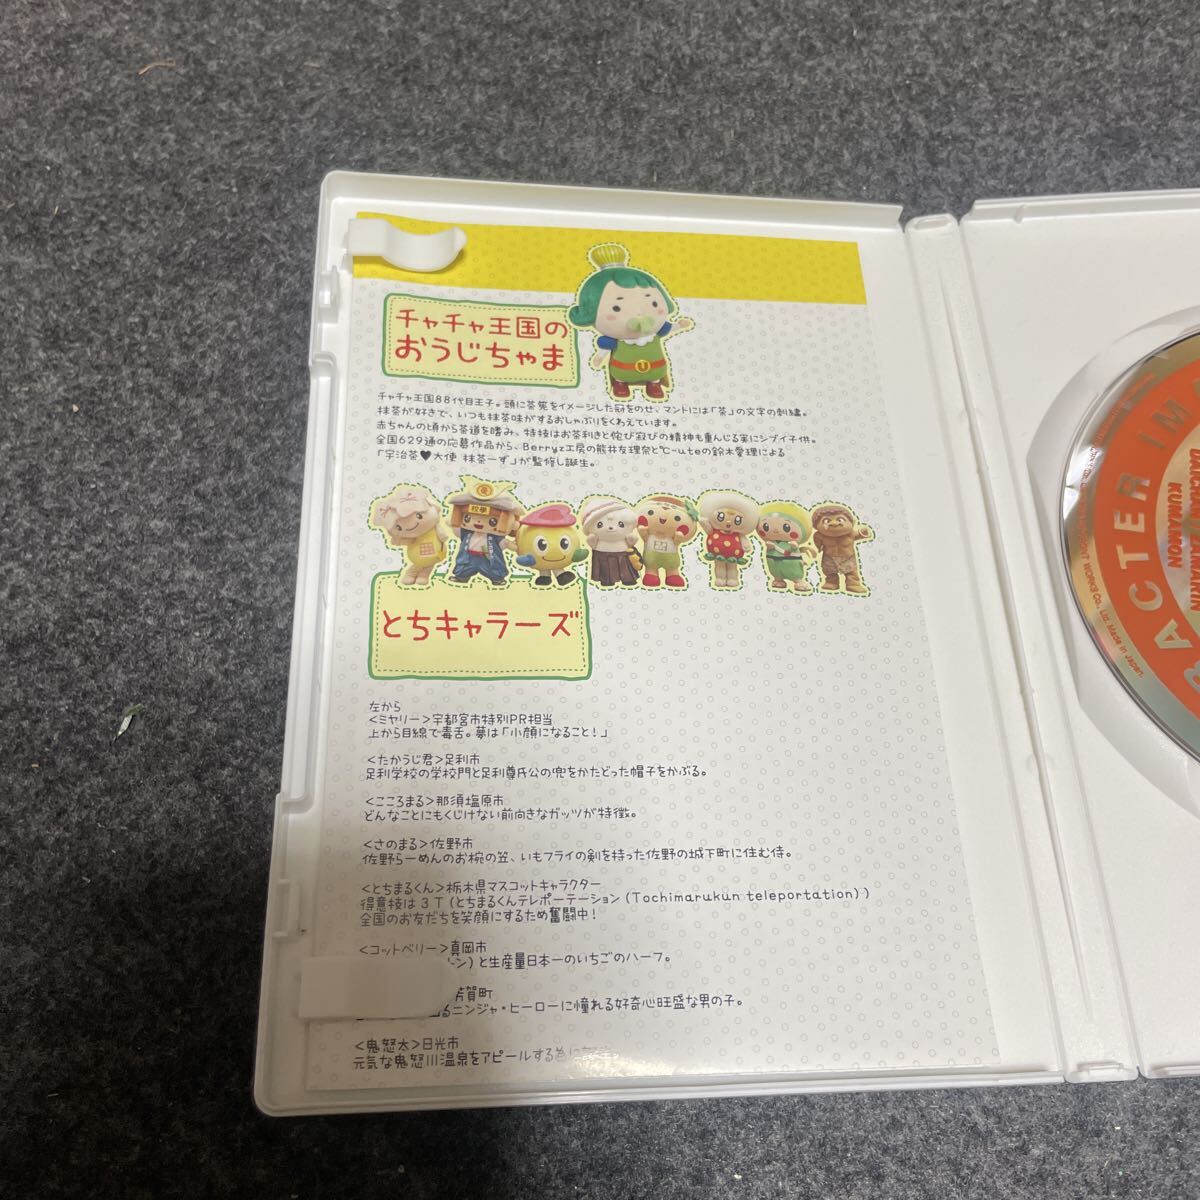 チャチャ王国の
おうじちゃま
チャチャ王国88代目王子。頭に茶筅をイメージした冠をのせ、マントには「茶」の文字の刺繍。
抹茶が好きで、いつも抹茶味がするおしゃぶりをくわえています。
赤ちゃんの頃から茶道を嗜み、特技はお茶利きと侘び寂びの精神も重んじる実にシブイ子供。
全国629通の応募作品から、Berryz工房の熊井友理奈と℃-uteの鈴木愛理による
「宇治茶♥大使 抹茶ーず」が監修し誕生。
學校
U
とちキャラーズ
左から
<ミヤリー>宇都宮市特別PR担当
上から目線で毒舌。夢は「小顔になること!」
<たかうじ君>足利市
足利学校の学校門と足利尊氏公の兜をかたどった帽子をかぶる。
<こころまる>那須塩原市
どんなことにもくじけない前向きなガッツが特徴。
<さのまる>佐野市
佐野らーめんのお椀の笠、いもフライの剣を持った佐野の城下町に住む侍。
<とちまるくん>栃木県マスコットキャラクター
得意技は3T(とちまるくんテレポーテーション(Tochimarukun teleportation))
全国のお友だちを笑顔にするため奮闘中!
<コットベリー>真岡市
ン)と生産量日本一のいちごのハーフ。
芳賀町
るニンジャ・ヒーローに憧れる好奇心旺盛な男の子。
<鬼怒太>日光市
元気な鬼怒川温泉をアピールする為に
RACTER IM
KUMAMON
WORKS Co., Ltd. Made in Japan.